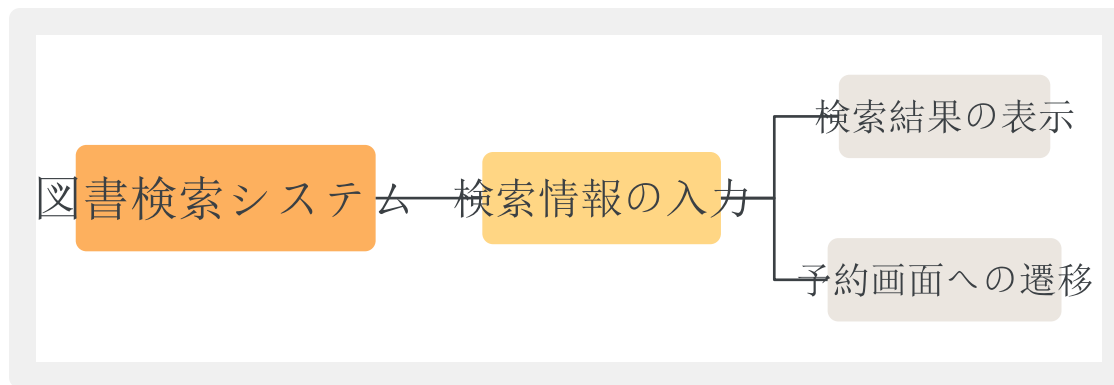 図書検索システム
検索情報の入力
検索結果の表示
予約画面への遷移